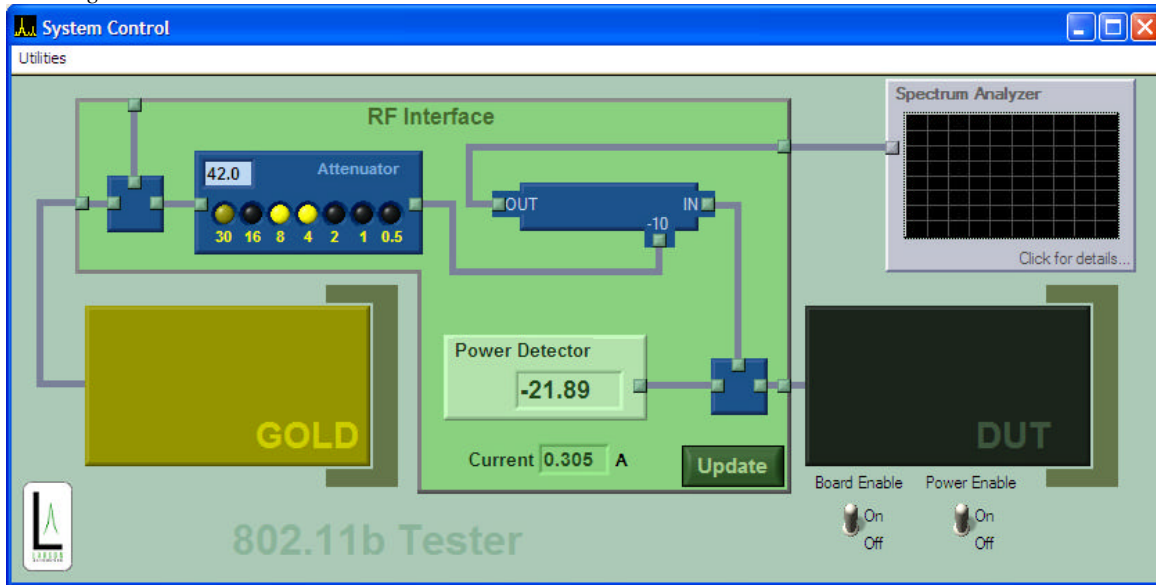 System Control
Utilities
RF Interface
Spectrum Analyzer
Click for details...
42.0
Attenuator
30 16 8 4 2 1 0.5
OUT
IN
-10
Power Detector
-21.89
GOLD
DUT
Current 0.305 A
Update
Board Enable
Power Enable
On
Off
On
Off
802.11b Tester